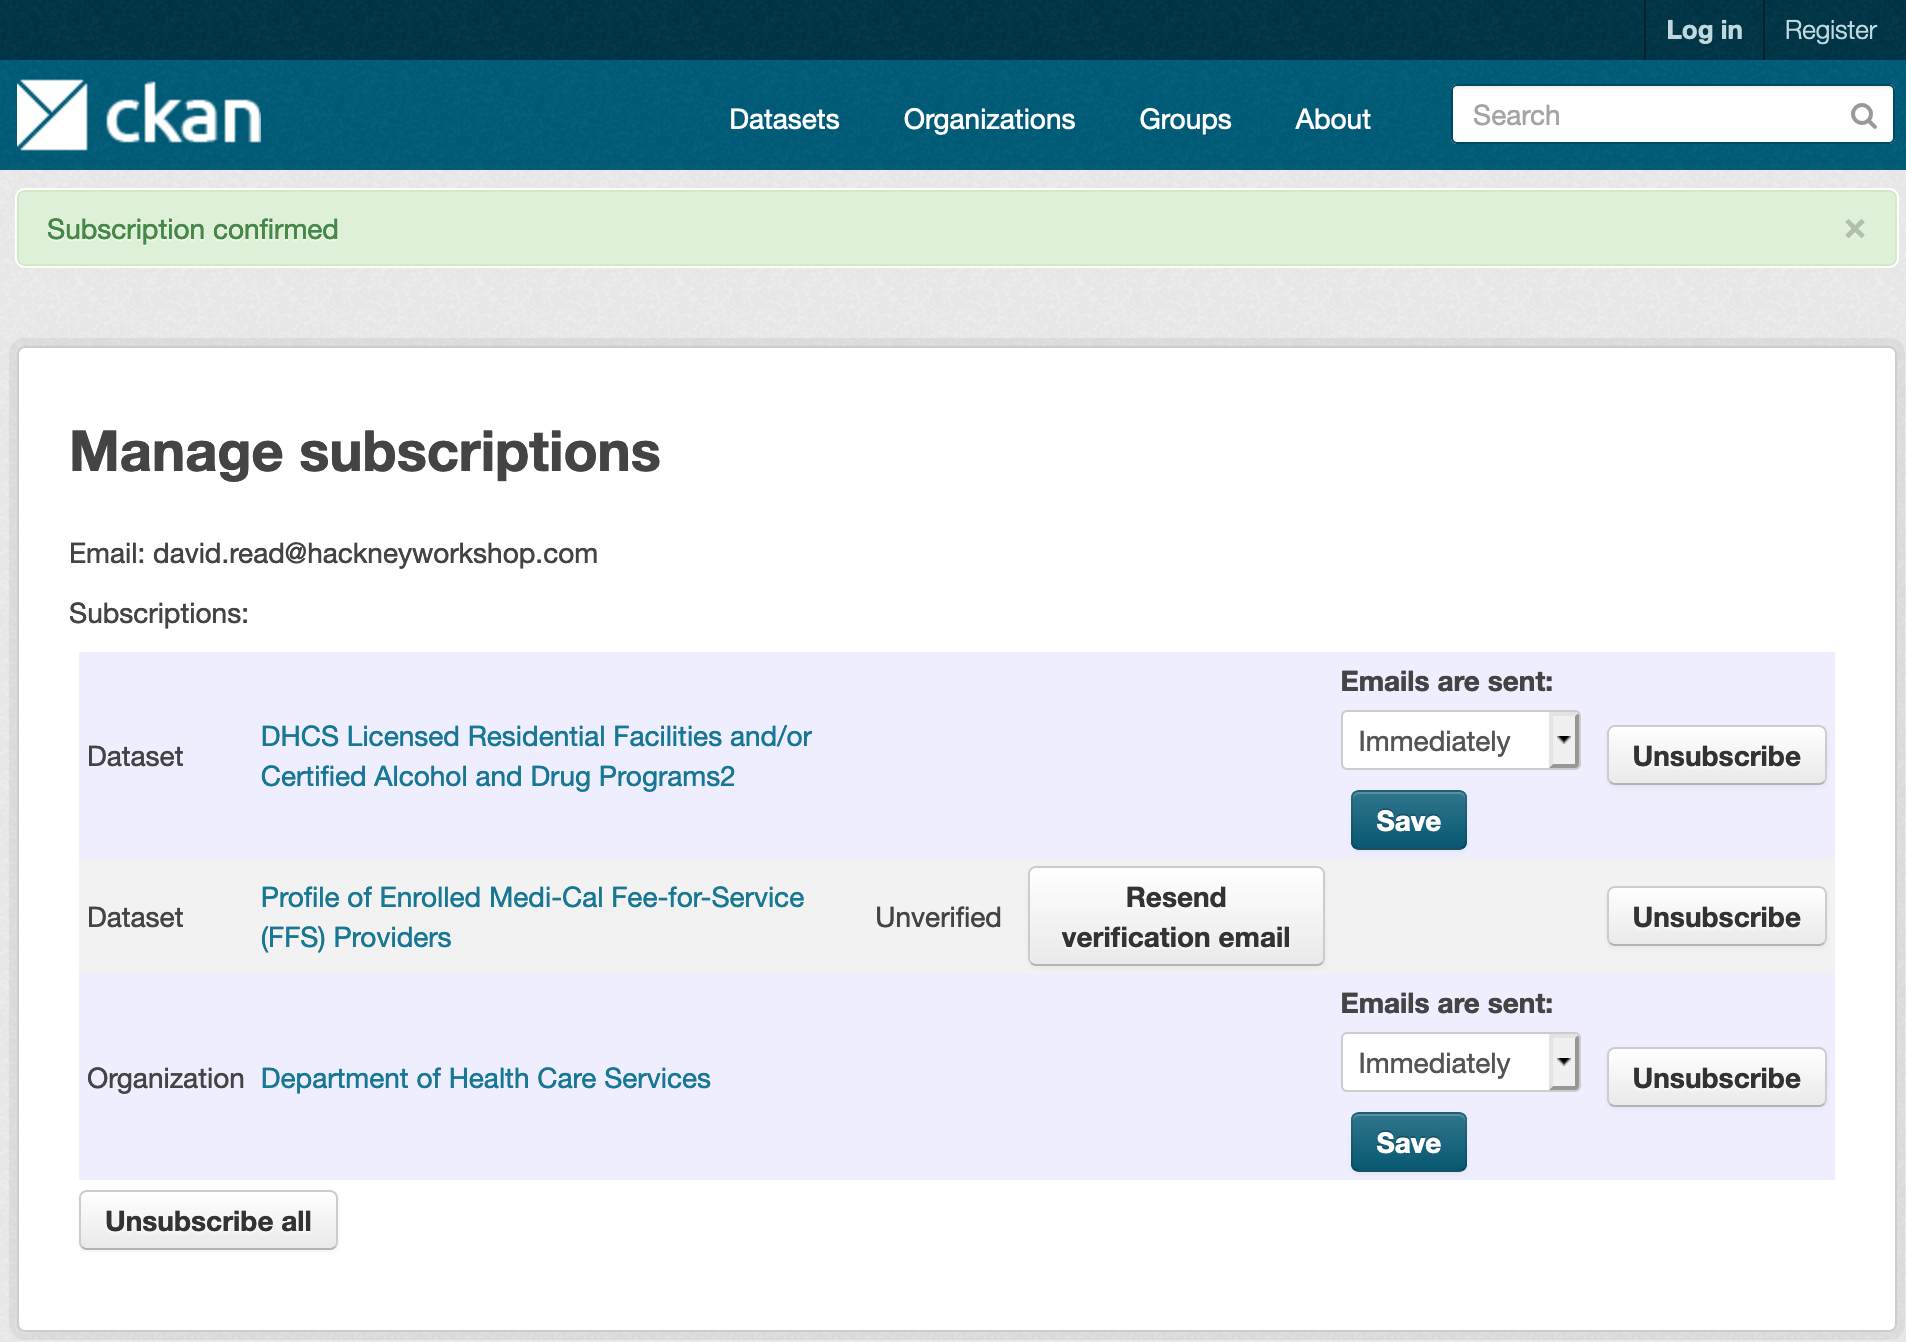 Log in Register
ckan Datasets Organizations Groups About Search
Subscription confirmed ×
Manage subscriptions
Email: david.read@hackneyworkshop.com
Subscriptions:
Emails are sent:
Dataset DHCS Licensed Residential Facilities and/or Immediately Unsubscribe
Certified Alcohol and Drug Programs2
Save
Dataset Profile of Enrolled Medi-Cal Fee-for-Service Unverified Resend Unsubscribe
(FFS) Providers verification email
Emails are sent:
Organization Department of Health Care Services Immediately Unsubscribe
Save
Unsubscribe all